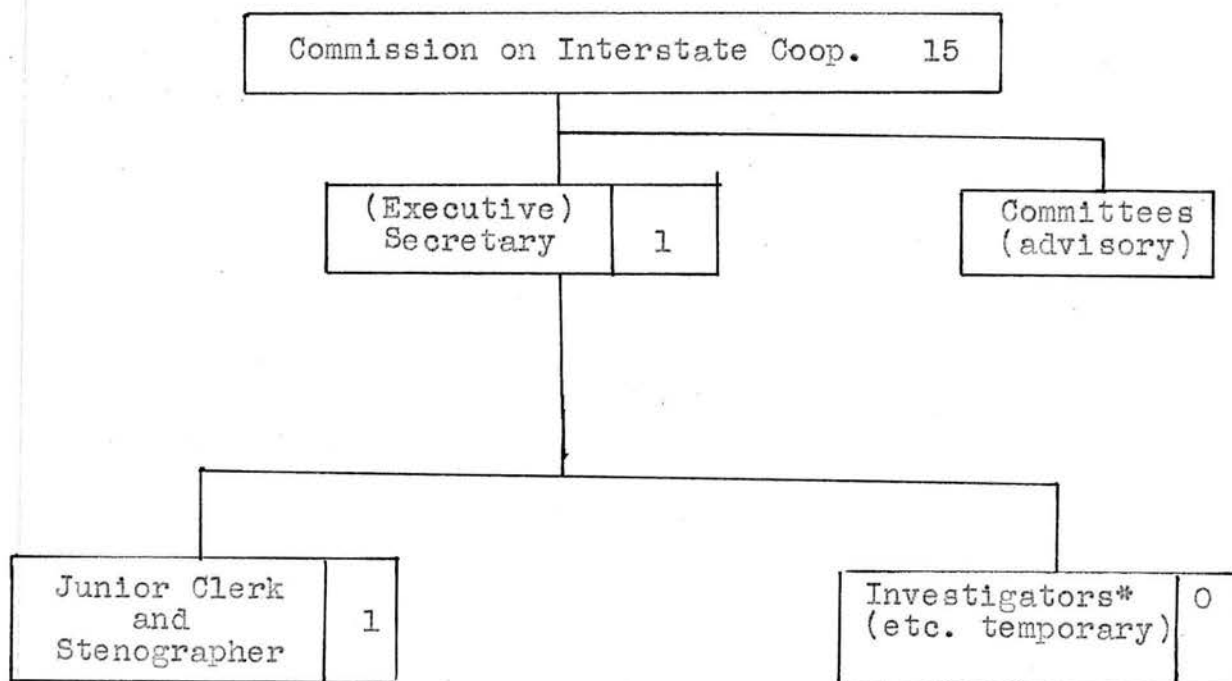 Commission on Interstate Coop. 15
(Executive)
Secretary
1
Committees
(advisory)
Junior Clerk
and
Stenographer
1
Investigators*
(etc. temporary)
0